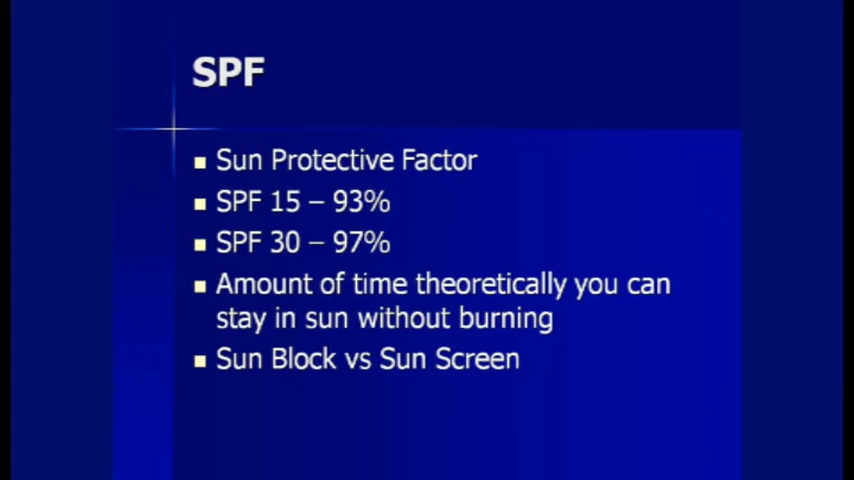 SPF
Sun Protective Factor
SPF 15 – 93%
SPF 30 – 97%
Amount of time theoretically you can
stay in sun without burning
Sun Block vs Sun Screen